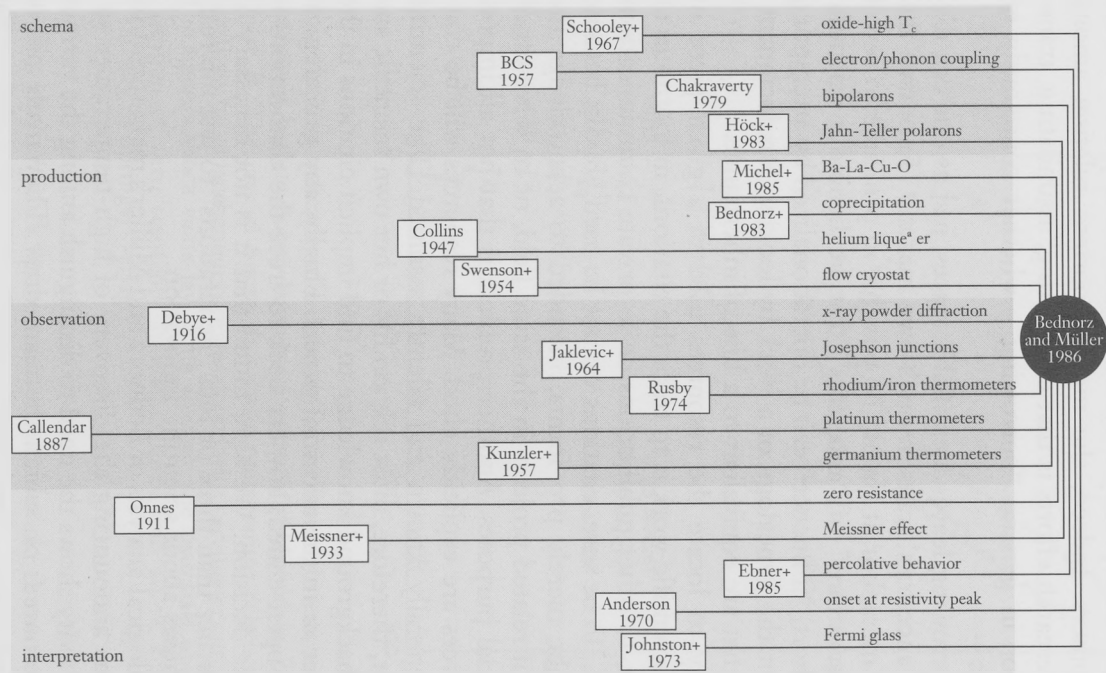 schema
Schooley+
1967
oxide-high Tc
BCS
1957
electron/phonon coupling
Chakraverty
1979
bipolarons
Höck+
1983
Jahn-Teller polarons
production
Michel+
1985
Ba-La-Cu-O
Bednorz+
1983
coprecipitation
Collins
1947
helium liqueª er
Swenson+
1954
flow cryostat
observation
Debye+
1916
x-ray powder diffraction
Bednorz
and Müller
1986
Jaklevic+
1964
Josephson junctions
Rusby
1974
rhodium/iron thermometers
Callendar
1887
platinum thermometers
Kunzler+
1957
germanium thermometers
Onnes
1911
zero resistance
Meissner+
1933
Meissner effect
Ebner+
1985
percolative behavior
Anderson
1970
onset at resistivity peak
Johnston+
1973
Fermi glass
interpretation